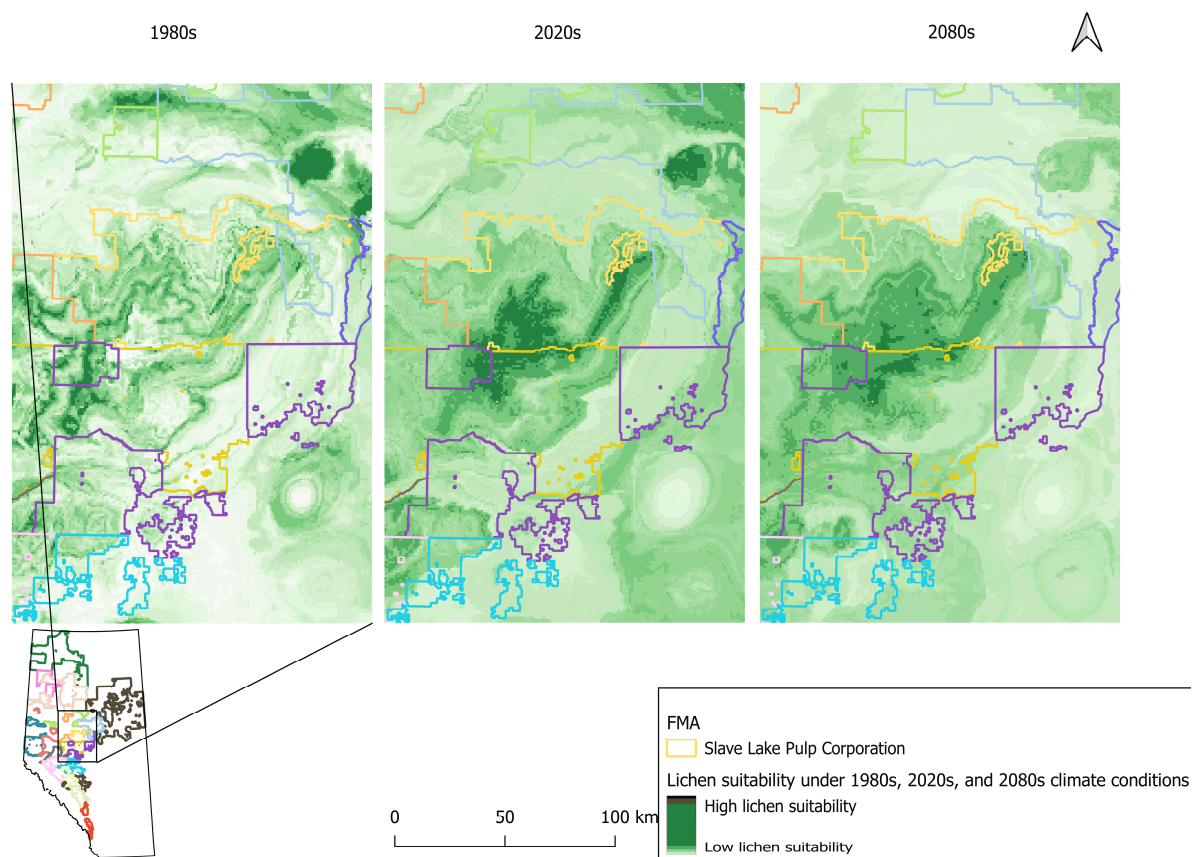 1980s
2020s
2080s
FMA
Slave Lake Pulp Corporation
Lichen suitability under 1980s, 2020s, and 2080s climate conditions
High lichen suitability
Low lichen suitability
0 50 100 km